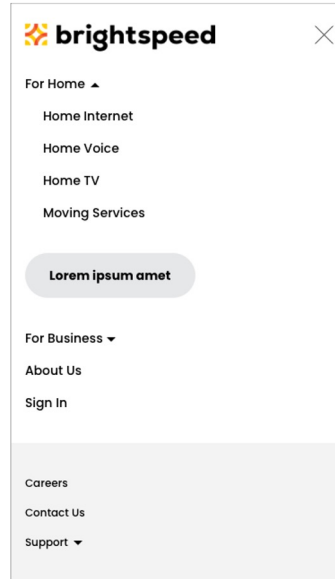 brightspeed
For Home
Home Internet
Home Voice
Home TV
Moving Services
Lorem ipsum amet
For Business
About Us
Sign In
Careers
Contact Us
Support